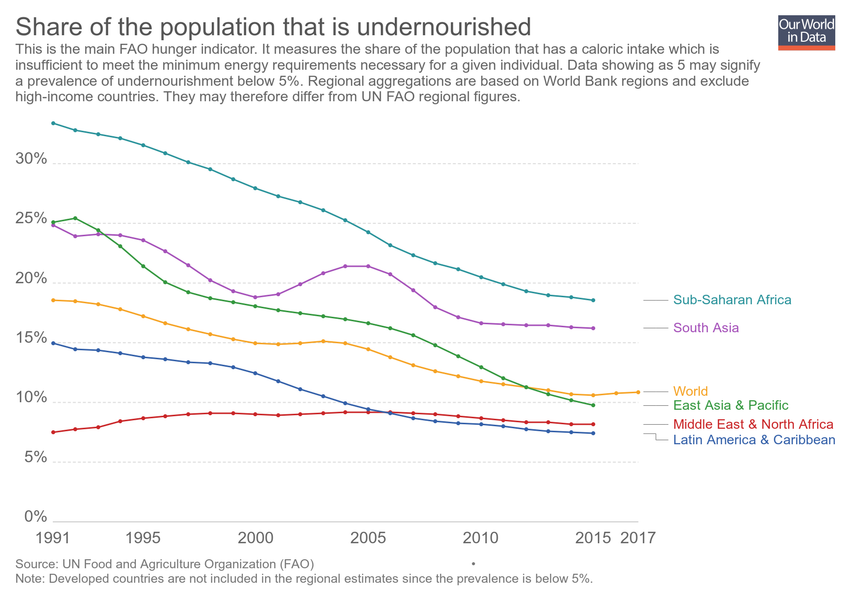 Share of the population that is undernourished
Our World
in Data
This is the main FAO hunger indicator. It measures the share of the population that has a caloric intake which is
insufficient to meet the minimum energy requirements necessary for a given individual. Data showing as 5 may signify
a prevalence of undernourishment below 5%. Regional aggregations are based on World Bank regions and exclude
high-income countries. They may therefore differ from UN FAO regional figures.
30%
25%
20%
15%
10%
5%
0%
Sub-Saharan Africa
South Asia
World
East Asia & Pacific
Middle East & North Africa
Latin America & Caribbean
1991 1995 2000 2005 2010 2015 2017
Source: UN Food and Agriculture Organization (FAO) •
Note: Developed countries are not included in the regional estimates since the prevalence is below 5%.